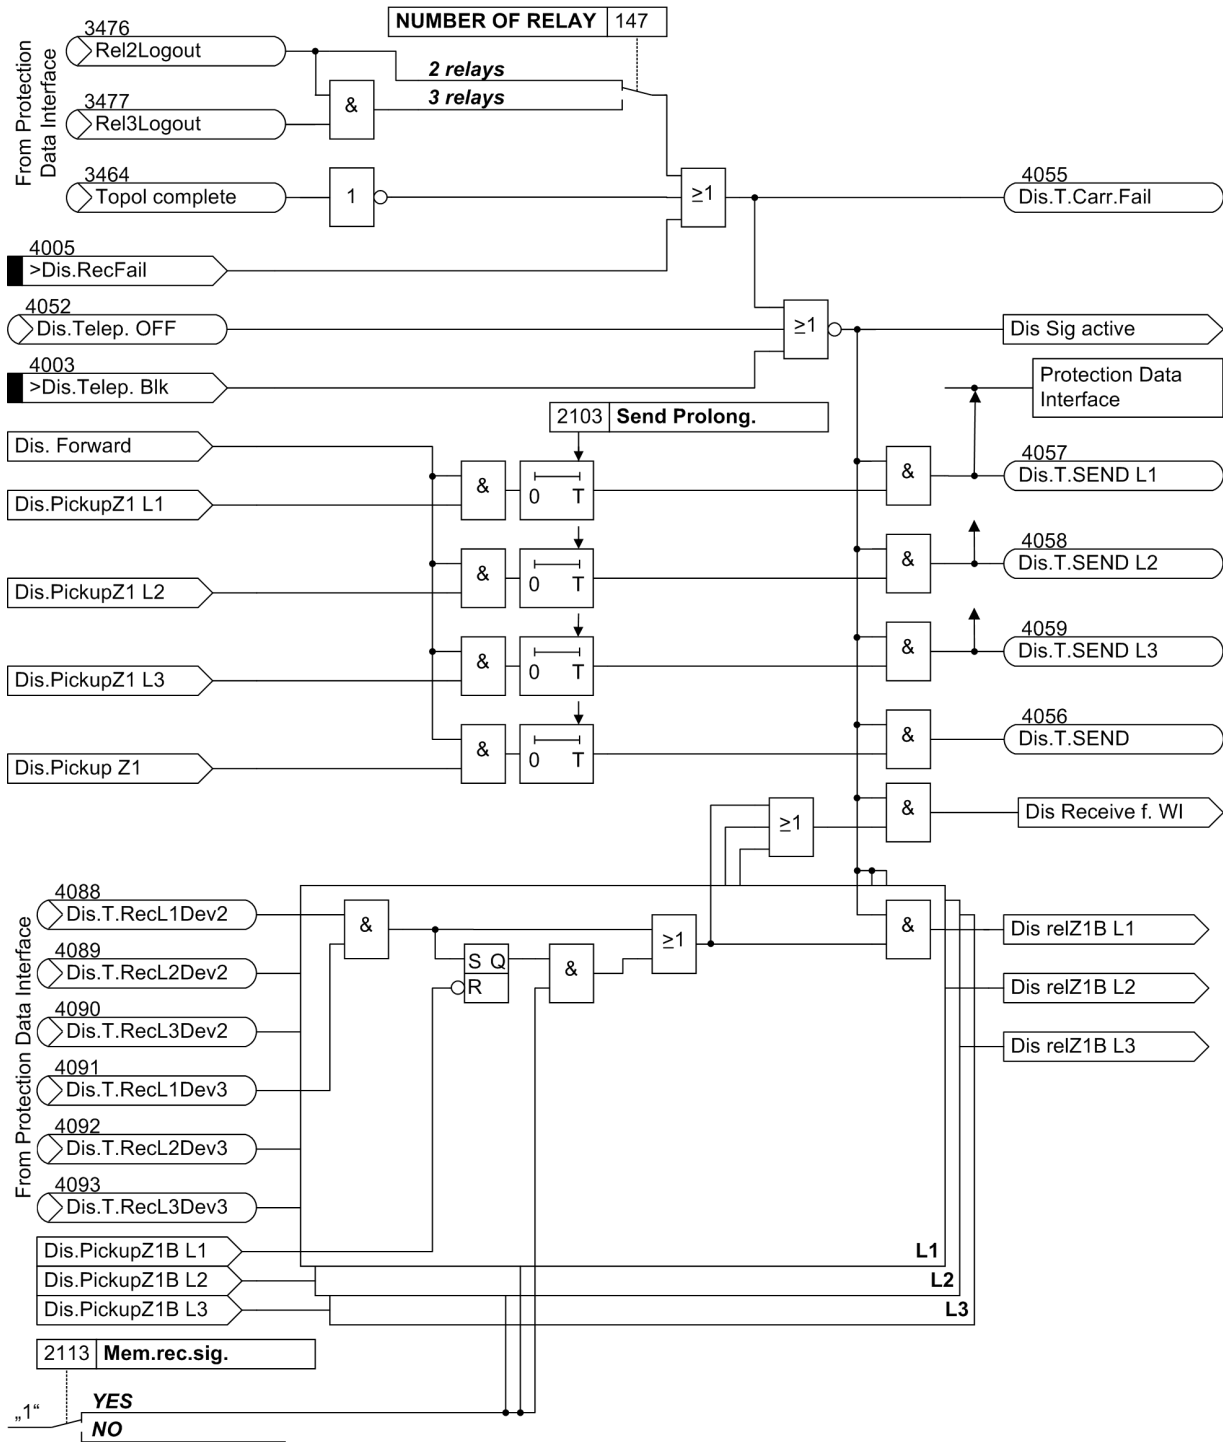 NUMBER OF RELAY 147
From Protection
Data Interface
3476
Rel2Logout
2 relays
3 relays
&
3477
Rel3Logout
3464
Topol complete
1
≥1
4055
Dis.T.Carr.Fail
4005
>Dis.RecFail
4052
Dis.Telep. OFF
≥1
Dis Sig active
4003
>Dis.Telep. Blk
Protection Data
Interface
2103 Send Prolong.
Dis. Forward
Dis.PickupZ1 L1
&
0 T
&
4057
Dis.T.SEND L1
Dis.PickupZ1 L2
&
0 T
&
4058
Dis.T.SEND L2
Dis.PickupZ1 L3
&
0 T
&
4059
Dis.T.SEND L3
Dis.Pickup Z1
&
0 T
&
4056
Dis.T.SEND
≥1
&
Dis Receive f. WI
From Protection Data Interface
4088
Dis.T.RecL1Dev2
&
≥1
&
Dis relZ1B L1
4089
Dis.T.RecL2Dev2
S Q
R
&
Dis relZ1B L2
4090
Dis.T.RecL3Dev2
Dis relZ1B L3
4091
Dis.T.RecL1Dev3
4092
Dis.T.RecL2Dev3
4093
Dis.T.RecL3Dev3
Dis.PickupZ1B L1
L1
Dis.PickupZ1B L2
L2
Dis.PickupZ1B L3
L3
2113 Mem.rec.sig.
„1“
YES
NO